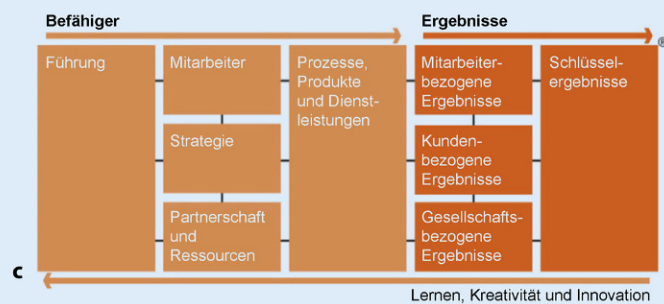 Befähiger
Ergebnisse
®
Führung
Mitarbeiter
Strategie
Partnerschaft
und
Ressourcen
Prozesse,
Produkte
und Dienst-
leistungen
Mitarbeiter-
bezogene
Ergebnisse
Kunden-
bezogene
Ergebnisse
Gesellschafts-
bezogene
Ergebnisse
Schlüssel-
ergebnisse
c
Lernen, Kreativität und Innovation